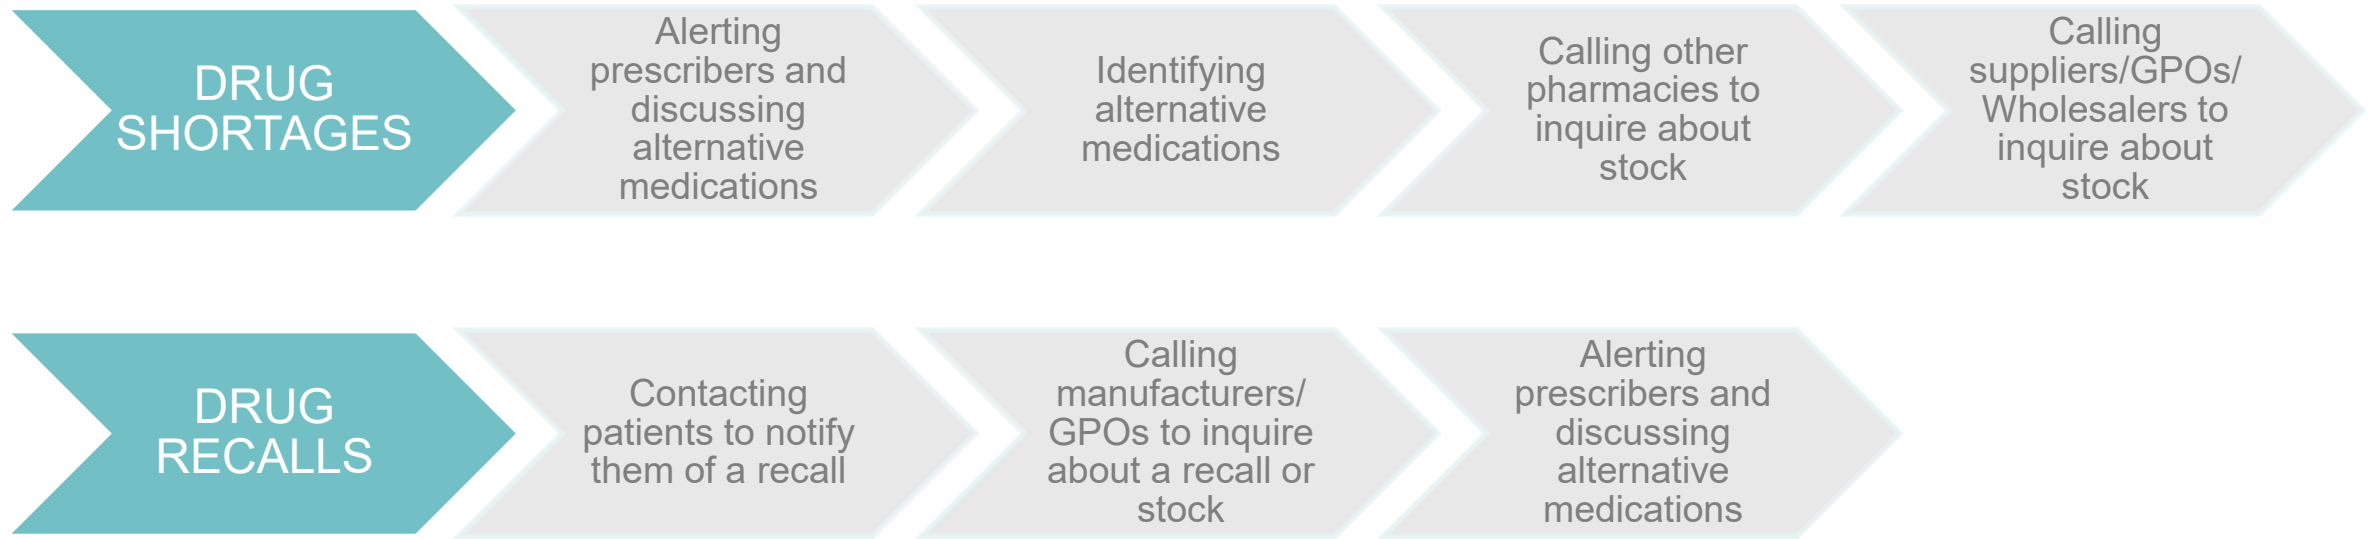 DRUG
SHORTAGES
Alerting
prescribers and
discussing
alternative
medications
Identifying
alternative
medications
Calling other
pharmacies to
inquire about
stock
Calling
suppliers/GPOs/
Wholesalers to
inquire about
stock
DRUG
RECALLS
Contacting
patients to notify
them of a recall
Calling
manufacturers/
GPOs to inquire
about a recall or
stock
Alerting
prescribers and
discussing
alternative
medications